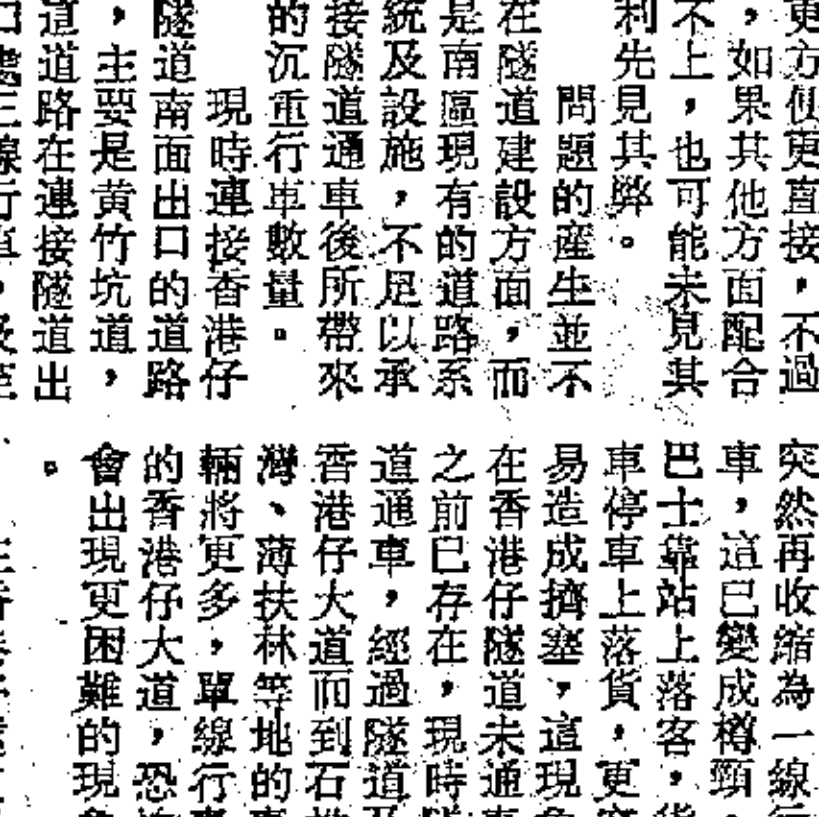 更方便更直接，不過
，如果其他方面配合
不上，也可能未見其
利先見其弊。
問題的産生並不
在隧道建設方面，而
是南區現有的道路系
統及設施，不足以承
接隧道通車後所帶來
的沉重行車數量。
現時連接香港仔
隧道南面出口的道路
，主要是黃竹坑道，
道道路在連接隧道出
突然再收縮為一線
車，這已變成樽頸
巴士靠站上落客，
車停車上落貨，更
易造成擠塞，這現
在香港仔隧道未通
之前已存在，現時
道通車，經過隧道
香港仔大道而到石
灣、薄扶林等地的
輛將更多，單線行
的香港仔大道，恐
會出現更困難的現
。